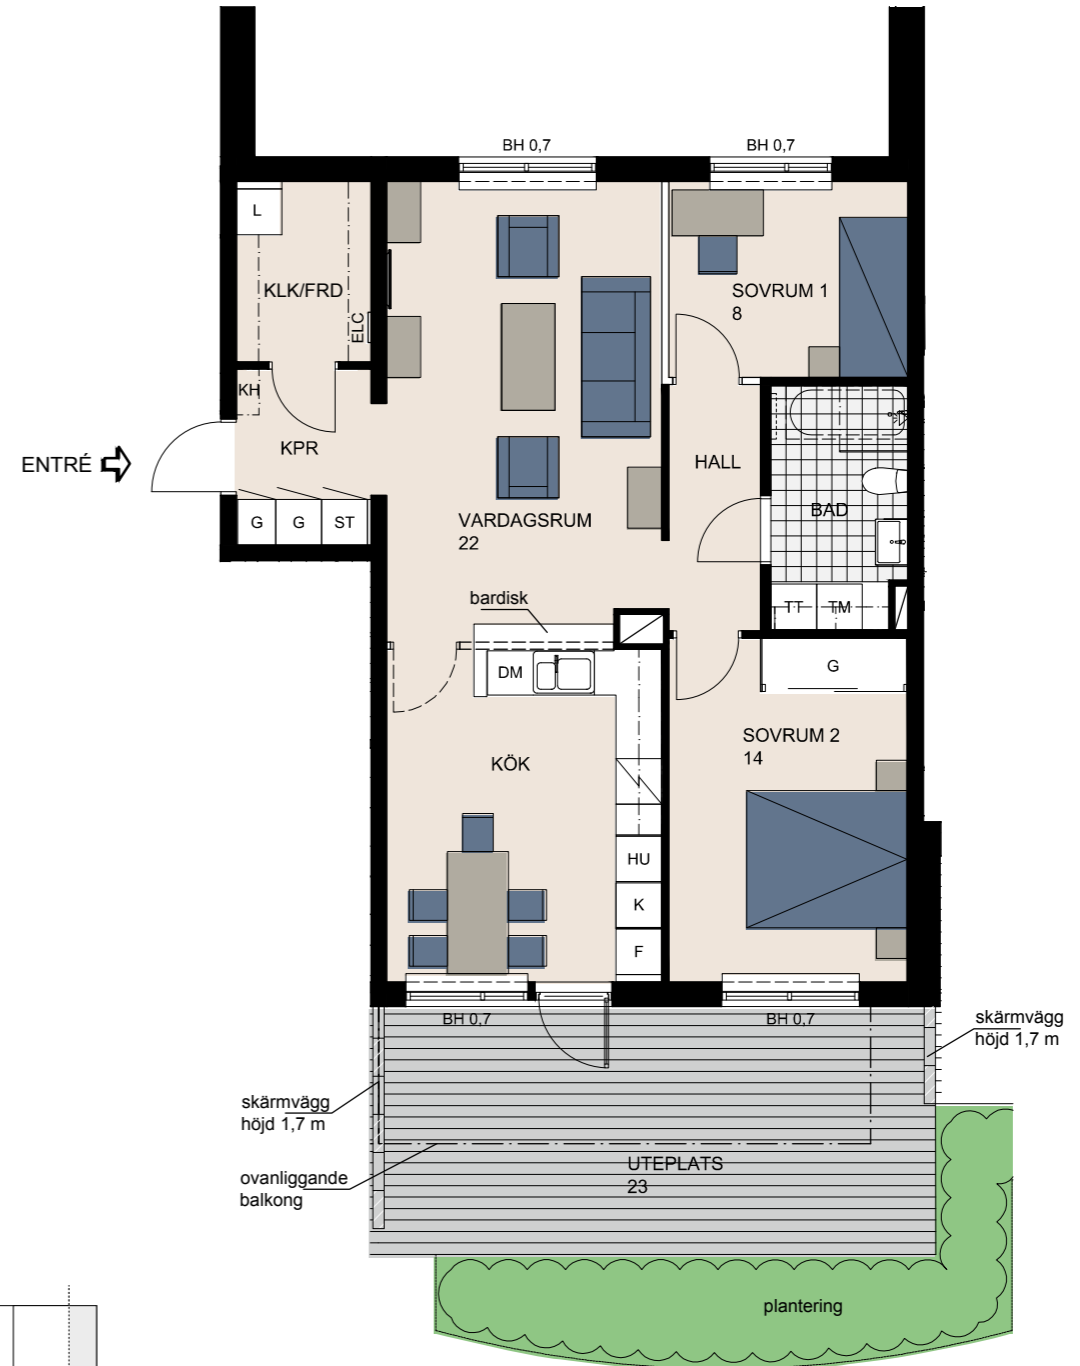 BH 0,7
BH 0,7
L
KLK/FRD
ELC
SOVRUM 1
8
KH
KPR
ENTRÉ
HALL
G
G
ST
VARDAGSRUM
22
BAD
bardisk
TT
TM
DM
G
KÖK
SOVRUM 2
14
HU
K
F
BH 0,7
BH 0,7
skärmvägg
höjd 1,7 m
skärmvägg
höjd 1,7 m
UTEPLATS
23
ovanliggande
balkong
plantering